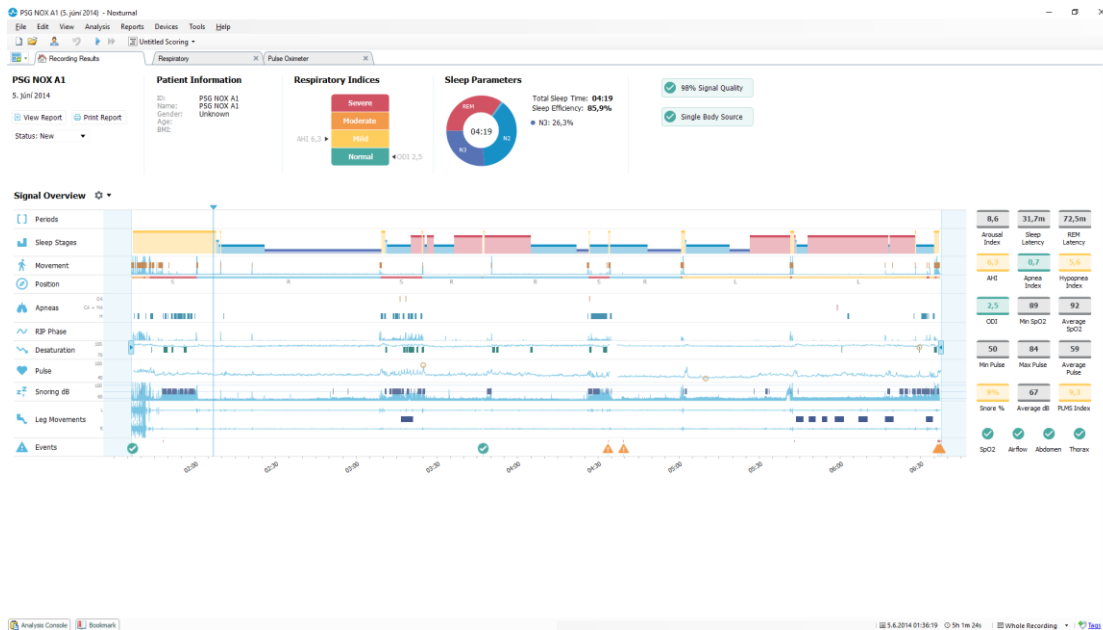 PSG NOX A1 (5. júní 2014) - Noxturnal
File Edit View Analysis Reports Devices Tools Help
Untitled Scoring
Recording Results Respiratory Pulse Oximeter
PSG NOX A1
5. júní 2014
View Report Print Report
Status: New
Patient Information
ID: PSG NOX A1
Name: PSG NOX A1
Gender: Unknown
Age:
BMI:
Respiratory Indices
Severe
Moderate
AHI 6,3 Mild
Normal ODI 2,5
Sleep Parameters
REM
N2
N3
04:19
Total Sleep Time: 04:19
Sleep Efficiency: 85,9%
N3: 26,3%
98% Signal Quality
Single Body Source
Signal Overview
Periods
Sleep Stages
Movement
Position
S R S R R S R L L
Apneas
RIP Phase
Desaturation
100
70
Pulse
100
40
Snoring dB
100
Leg Movements
L
R
Events
02:00 02:30 03:00 03:30 04:00 04:30 05:00 05:30 06:00 06:30
8,6 31,7m 72,5m
Arousal Index Sleep Latency REM Latency
6,3 0,7 5,6
AHI Apnea Index Hypopnea Index
2,5 89 92
ODI Min SpO2 Average SpO2
50 84 59
Min Pulse Max Pulse Average Pulse
9% 67 8,3
Snore % Average dB PLMS Index
SpO2 Airflow Abdomen Thorax
Analysis Console Bookmark
5.6.2014 01:36:19 5h 1m 24s Whole Recording Tags